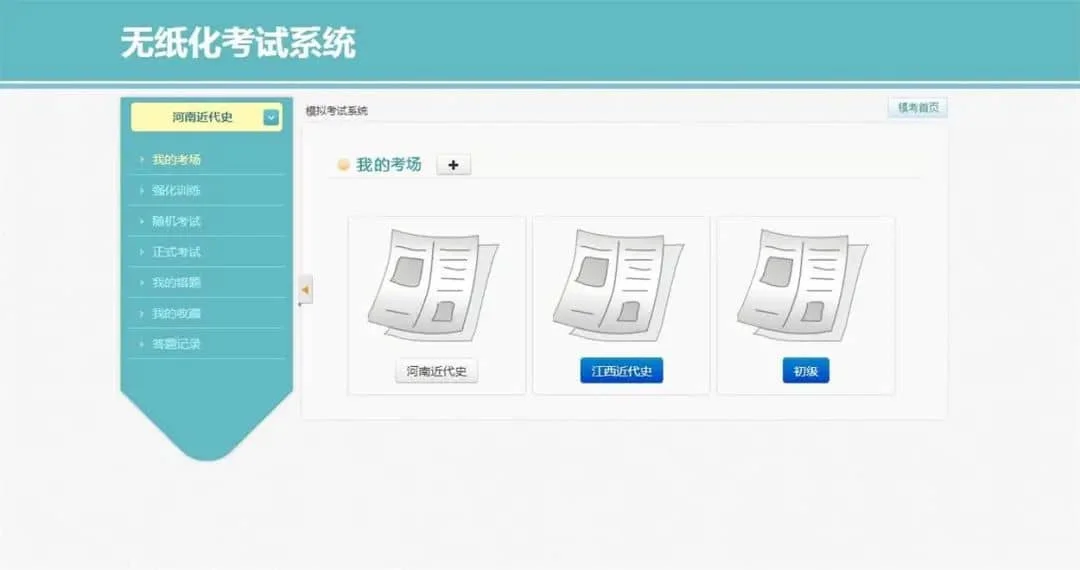 无纸化考试系统
河南近代史
我的考场
强化训练
随机考试
正式考试
我的错题
我的收藏
答题记录
模拟考试系统
模考首页
我的考场
河南近代史
江西近代史
初级